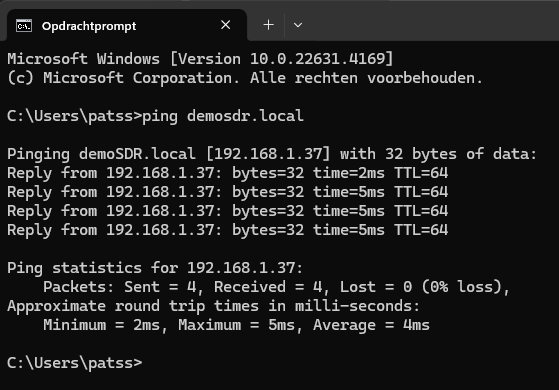 Opdrachtprompt
Microsoft Windows [Version 10.0.22631.4169]
(c) Microsoft Corporation. Alle rechten voorbehouden.
C:\Users\patss>ping demosdr.local
Pinging demoSDR.local [192.168.1.37] with 32 bytes of data:
Reply from 192.168.1.37: bytes=32 time=2ms TTL=64
Reply from 192.168.1.37: bytes=32 time=5ms TTL=64
Reply from 192.168.1.37: bytes=32 time=5ms TTL=64
Reply from 192.168.1.37: bytes=32 time=5ms TTL=64
Ping statistics for 192.168.1.37:
    Packets: Sent = 4, Received = 4, Lost = 0 (0% loss),
Approximate round trip times in milli-seconds:
    Minimum = 2ms, Maximum = 5ms, Average = 4ms
C:\Users\patss>